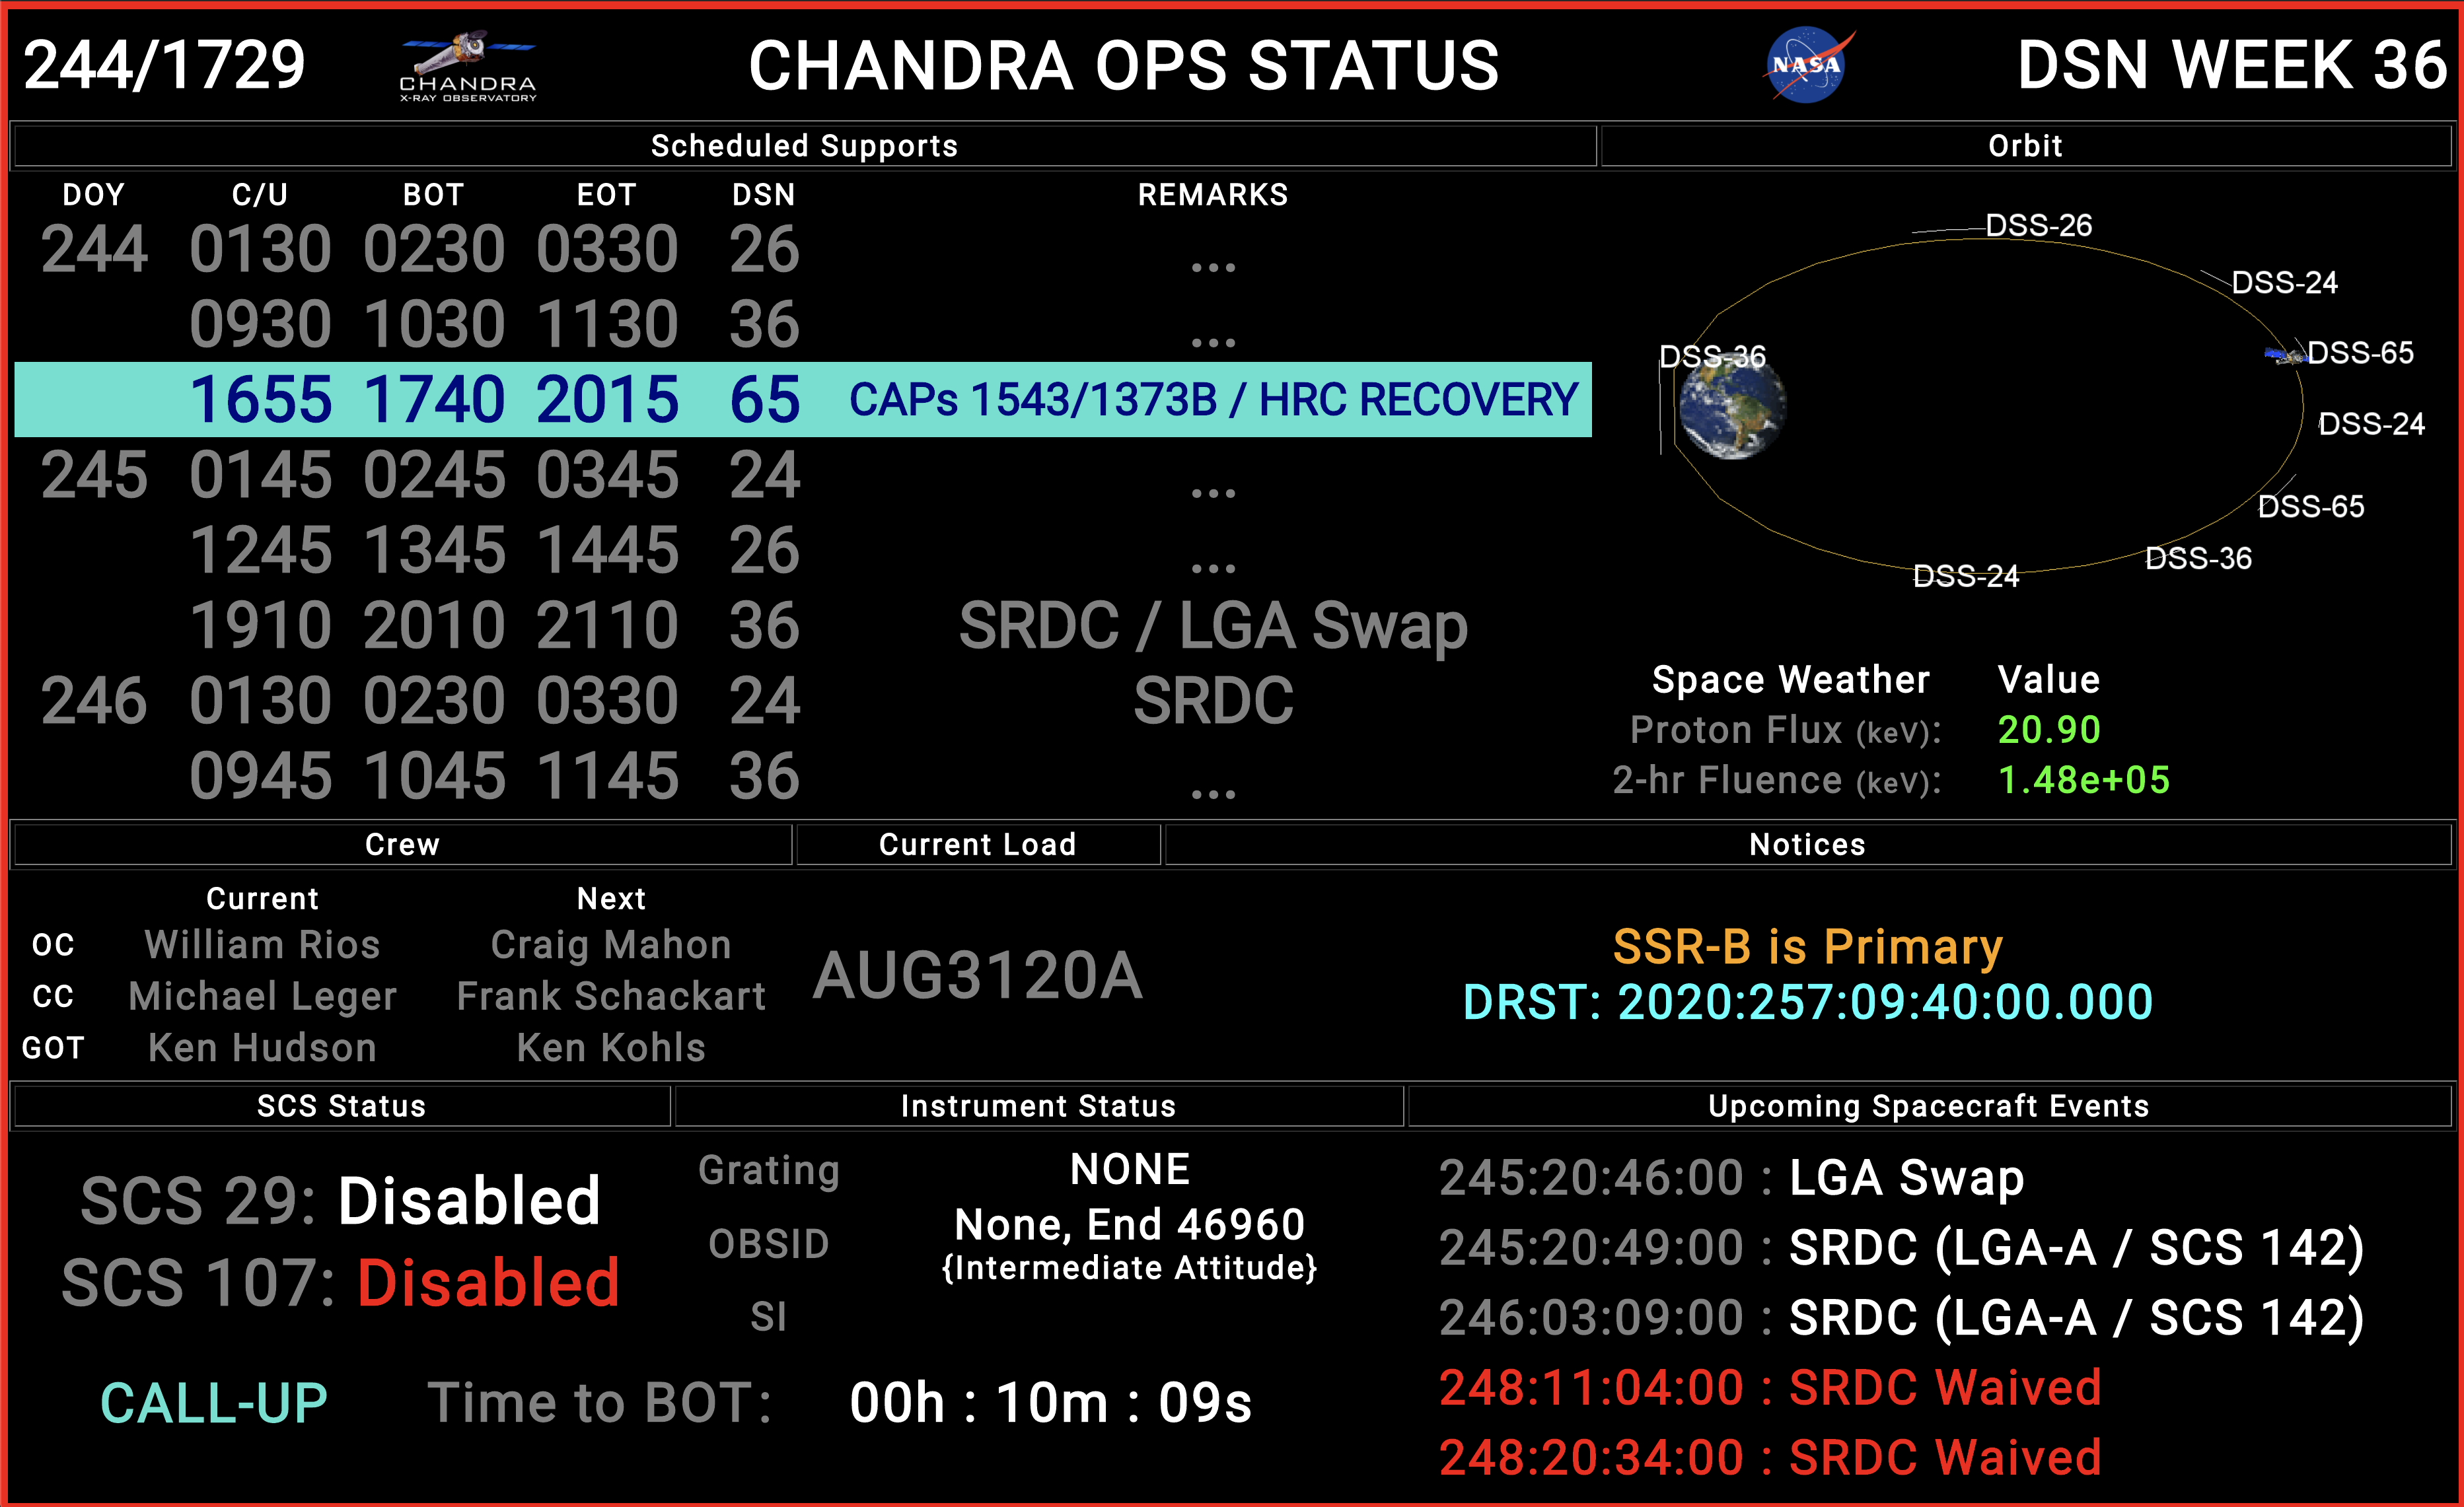 244/1729
CHANDRA
X-RAY OBSERVATORY
CHANDRA OPS STATUS
NASA
DSN WEEK 36
Scheduled Supports
DOY C/U BOT EOT DSN REMARKS
244 0130 0230 0330 26 ...
0930 1030 1130 36 ...
1655 1740 2015 65 CAPs 1543/1373B / HRC RECOVERY
245 0145 0245 0345 24 ...
1245 1345 1445 26 ...
1910 2010 2110 36 SRDC / LGA Swap
246 0130 0230 0330 24 SRDC
0945 1045 1145 36 ...
Orbit
DSS-26
DSS-24
DSS-36
DSS-65
DSS-24
DSS-65
DSS-36
DSS-24
Space Weather Value
Proton Flux (keV): 20.90
2-hr Fluence (keV): 1.48e+05
Crew
Current Next
OC William Rios Craig Mahon
CC Michael Leger Frank Schackart
GOT Ken Hudson Ken Kohls
Current Load
AUG3120A
Notices
SSR-B is Primary
DRST: 2020:257:09:40:00.000
SCS Status
SCS 29: Disabled
SCS 107: Disabled
Instrument Status
Grating NONE
OBSID None, End 46960
{Intermediate Attitude}
SI
CALL-UP Time to BOT: 00h : 10m : 09s
Upcoming Spacecraft Events
245:20:46:00 : LGA Swap
245:20:49:00 : SRDC (LGA-A / SCS 142)
246:03:09:00 : SRDC (LGA-A / SCS 142)
248:11:04:00 : SRDC Waived
248:20:34:00 : SRDC Waived